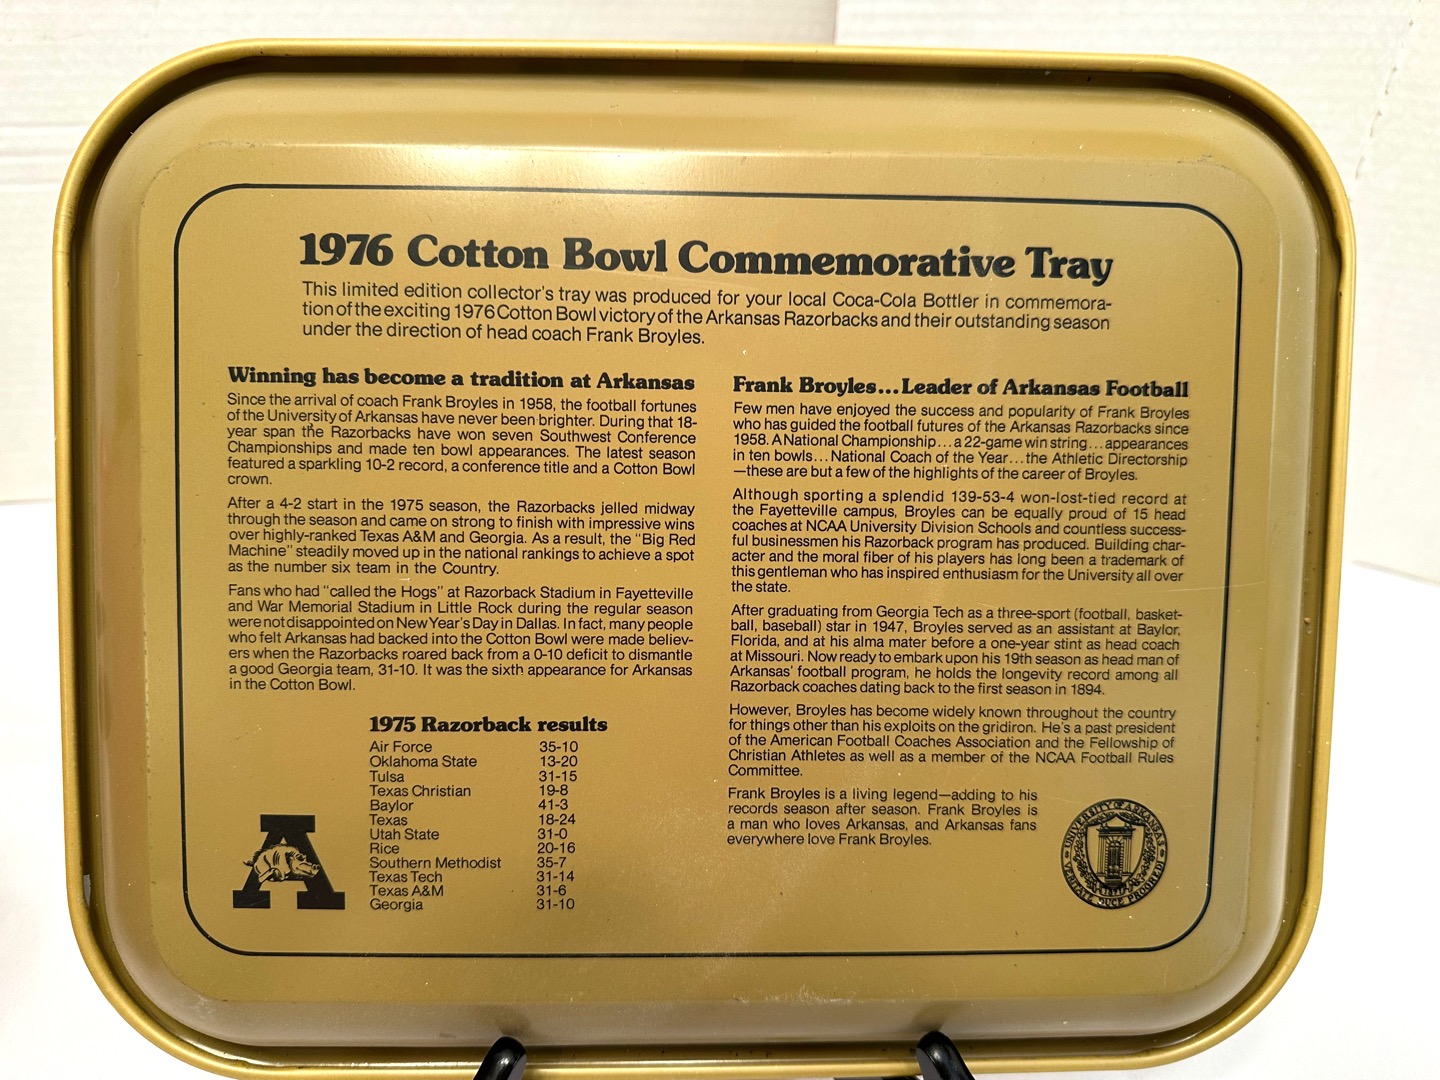 1976 Cotton Bowl Commemorative Tray
This limited edition collector's tray was produced for your local Coca-Cola Bottler in commemora-
tion of the exciting 1976 Cotton Bowl victory of the Arkansas Razorbacks and their outstanding season
under the direction of head coach Frank Broyles.
Winning has become a tradition at Arkansas
Since the arrival of coach Frank Broyles in 1958, the football fortunes
of the University of Arkansas have never been brighter. During that 18-
year span the Razorbacks have won seven Southwest Conference
Championships and made ten bowl appearances. The latest season
featured a sparkling 10-2 record, a conference title and a Cotton Bowl
crown.
After a 4-2 start in the 1975 season, the Razorbacks jelled midway
through the season and came on strong to finish with impressive wins
over highly-ranked Texas A&M and Georgia. As a result, the "Big Red
Machine" steadily moved up in the national rankings to achieve a spot
as the number six team in the Country.
Fans who had "called the Hogs" at Razorback Stadium in Fayetteville
and War Memorial Stadium in Little Rock during the regular season
were not disappointed on New Year's Day in Dallas. In fact, many people
who felt Arkansas had backed into the Cotton Bowl were made believ-
ers when the Razorbacks roared back from a 0-10 deficit to dismantle
a good Georgia team, 31-10. It was the sixth appearance for Arkansas
in the Cotton Bowl.
1975 Razorback results
Air Force 35-10
Oklahoma State 13-20
Tulsa 31-15
Texas Christian 19-8
Baylor 41-3
Texas 18-24
Utah State 31-0
Rice 20-16
Southern Methodist 35-7
Texas Tech 31-14
Texas A&M 31-6
Georgia 31-10
A
Frank Broyles...Leader of Arkansas Football
Few men have enjoyed the success and popularity of Frank Broyles
who has guided the football futures of the Arkansas Razorbacks since
1958. A National Championship...a 22-game win string...appearances
in ten bowls...National Coach of the Year...the Athletic Directorship
—these are but a few of the highlights of the career of Broyles.
Although sporting a splendid 139-53-4 won-lost-tied record at
the Fayetteville campus, Broyles can be equally proud of 15 head
coaches at NCAA University Division Schools and countless success-
ful businessmen his Razorback program has produced. Building char-
acter and the moral fiber of his players has long been a trademark of
this gentleman who has inspired enthusiasm for the University all over
the state.
After graduating from Georgia Tech as a three-sport (football, basket-
ball, baseball) star in 1947, Broyles served as an assistant at Baylor,
Florida, and at his alma mater before a one-year stint as head coach
at Missouri. Now ready to embark upon his 19th season as head man of
Arkansas' football program, he holds the longevity record among all
Razorback coaches dating back to the first season in 1894.
However, Broyles has become widely known throughout the country
for things other than his exploits on the gridiron. He's a past president
of the American Football Coaches Association and the Fellowship of
Christian Athletes as well as a member of the NCAA Football Rules
Committee.
Frank Broyles is a living legend—adding to his
records season after season. Frank Broyles is
a man who loves Arkansas, and Arkansas fans
everywhere love Frank Broyles.
UNIVERSITY OF ARKANSAS
VERITATE DUCE PROGREDI